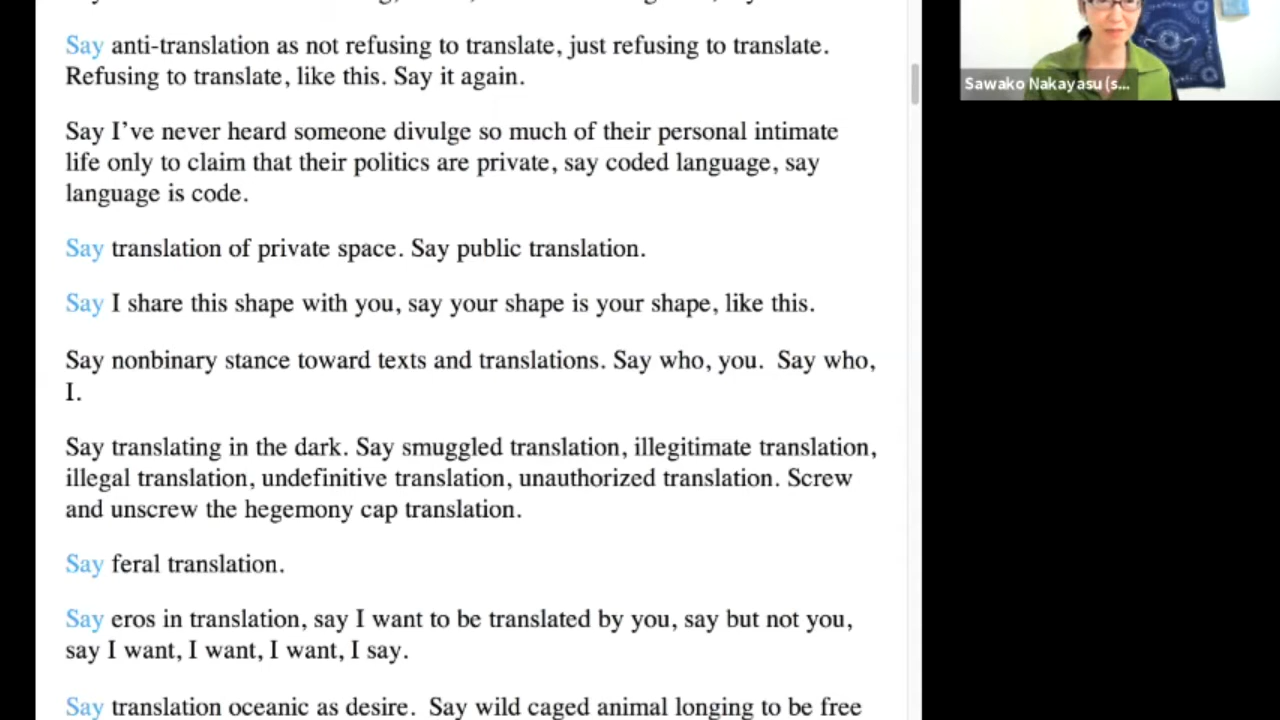 Say anti-translation as not refusing to translate, just refusing to translate.
Refusing to translate, like this. Say it again.
Say I've never heard someone divulge so much of their personal intimate
life only to claim that their politics are private, say coded language, say
language is code.
Say translation of private space. Say public translation.
Say I share this shape with you, say your shape is your shape, like this.
Say nonbinary stance toward texts and translations. Say who, you.  Say who,
I.
Say translating in the dark. Say smuggled translation, illegitimate translation,
illegal translation, undefinitive translation, unauthorized translation. Screw
and unscrew the hegemony cap translation.
Say feral translation.
Say eros in translation, say I want to be translated by you, say but not you,
say I want, I want, I want, I say.
Say translation oceanic as desire.  Say wild caged animal longing to be free
Sawako Nakayasu (s...